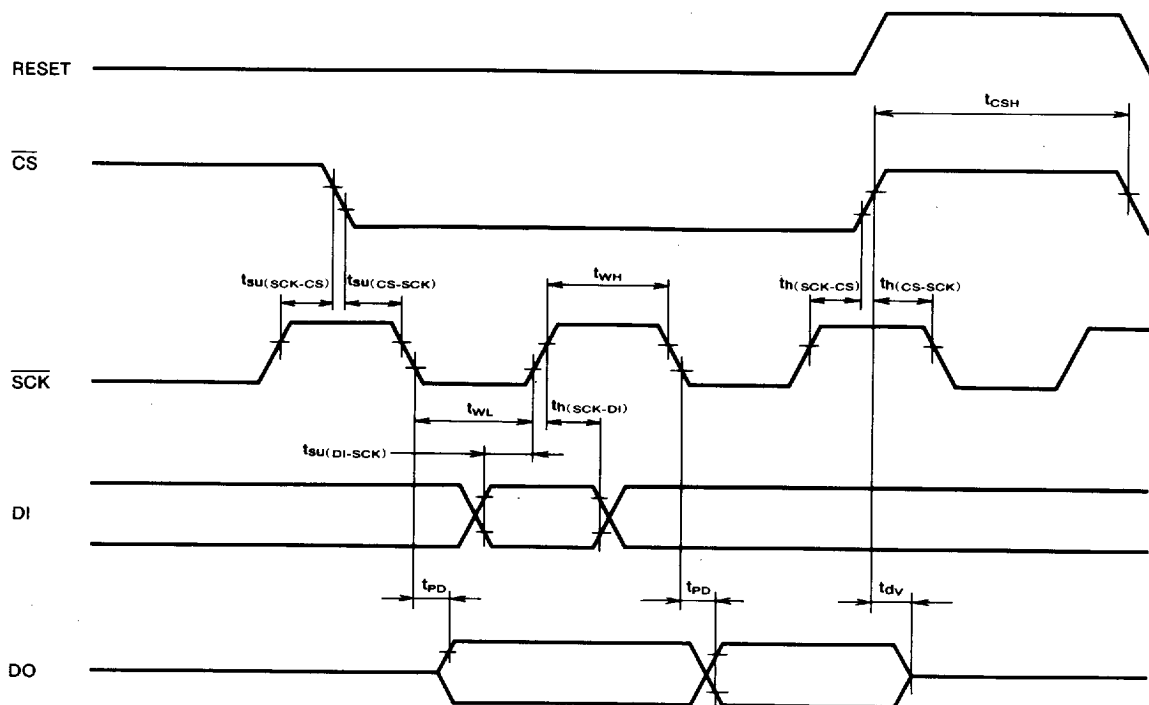 RESET
tCSH
CS
tsu(SCK-CS)
tsu(CS-SCK)
tWH
th(SCK-CS)
th(CS-SCK)
SCK
tWL
th(SCK-DI)
tsu(DI-SCK)
DI
tPD
tPD
tdv
DO